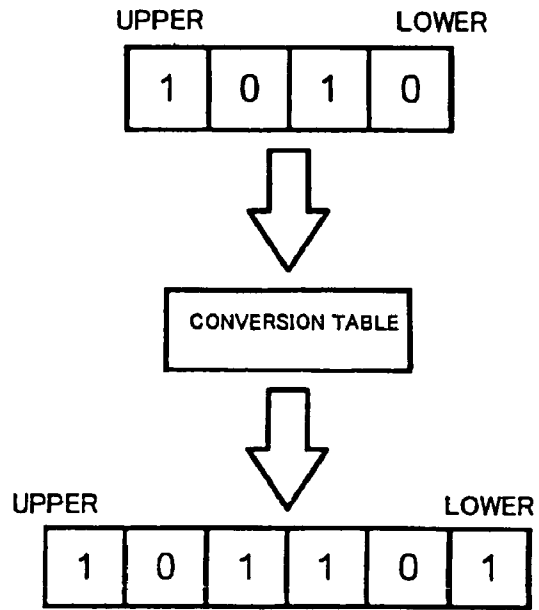 UPPER LOWER
1 0 1 0
CONVERSION TABLE
UPPER LOWER
1 0 1 1 0 1